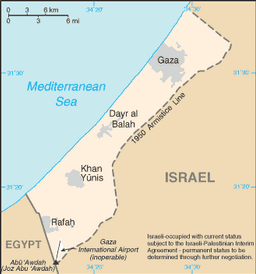 34 20
34 30
0 3 6 km
0 3 6 mi
Gaza
31 30
31 30
Mediterranean
Sea
Dayr al
Balah
1950 Armistice Line
Khan
Yūnis
ISRAEL
31 20
31 20
Rafaḩ
Gaza
International Airport
(inoperable)
EGYPT
Abū 'Awdah
(Joz Abu 'Awdah)
34 20
Israeli-occupied with current status
subject to the Israeli-Palestinian Interim
Agreement - permanent status to be
determined through further negotiation.